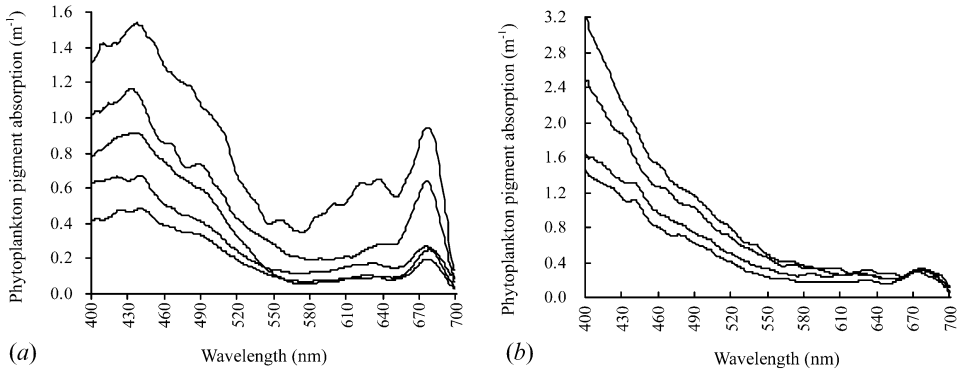 Phytoplankton pigment absorption (m⁻¹)
1.6
1.4
1.2
1.0
0.8
0.6
0.4
0.2
0.0
400 430 460 490 520 550 580 610 640 670 700
Wavelength (nm)
(a)
Phytoplankton pigment absorption (m⁻¹)
3.2
2.8
2.4
2.0
1.6
1.2
0.8
0.4
0.0
400 430 460 490 520 550 580 610 640 670 700
Wavelength (nm)
(b)